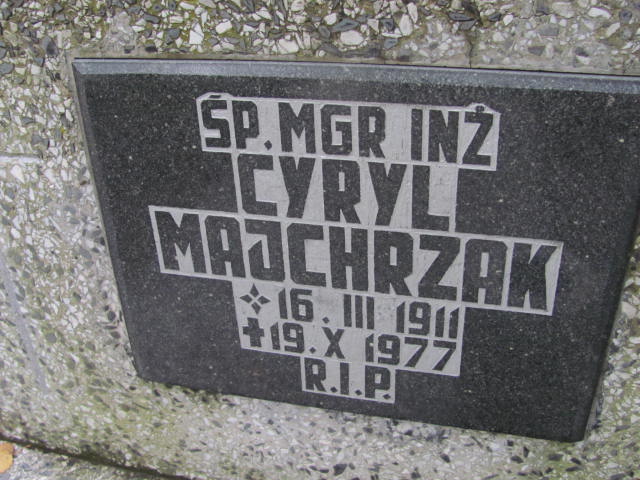 ŚP. MGR INŻ
CYRYL
MAJCHRZAK
✧ 16. III 1911
✝ 19. X 1977
R.I.P.